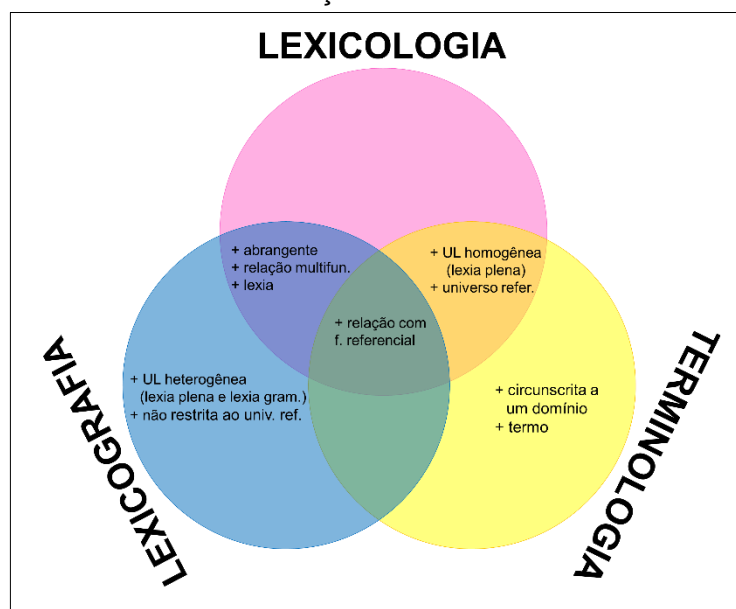 LEXICOLOGIA
+ abrangente
+ relação multifun.
+ lexia
+ UL homogênea
(lexia plena)
+ universo refer.
+ relação com
f. referencial
+ UL heterogênea
(lexia plena e lexia gram.)
+ não restrita ao univ. ref.
+ circunscrita a
um domínio
+ termo
LEXICOGRAFIA
TERMINOLOGIA